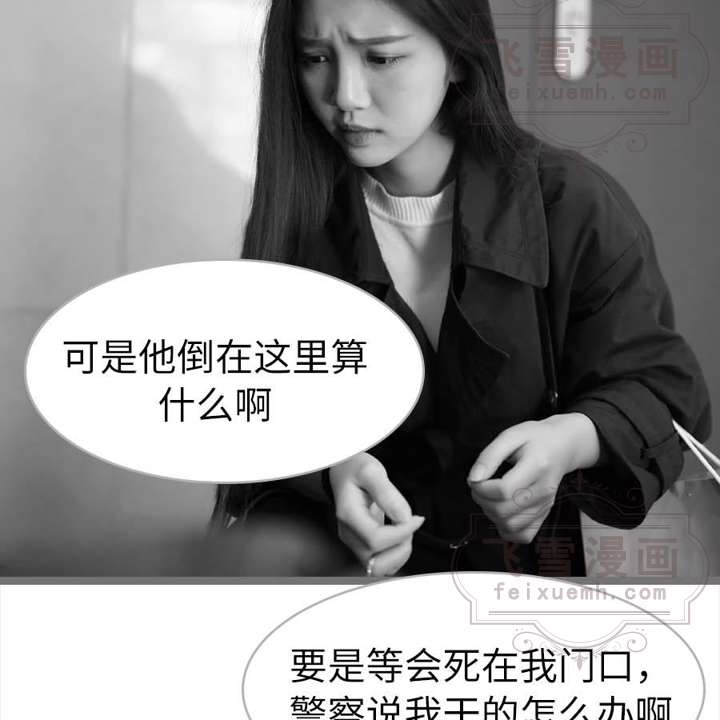 飞雪漫画
feixuemh.com
可是他倒在这里算
什么啊
飞雪漫画
feixuemh.com
要是等会死在我门口，
警察说我干的怎么办啊